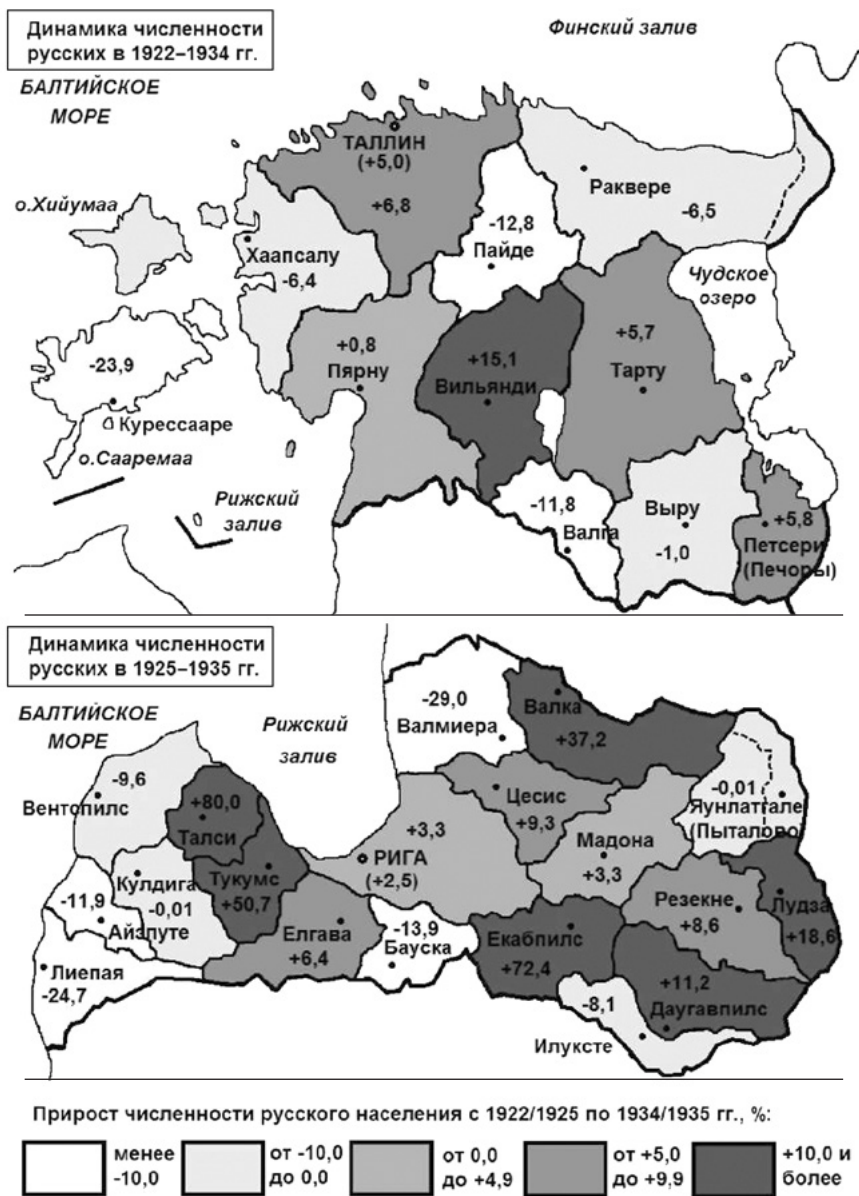 Динамика численности
русских в 1922–1934 гг.
Финский залив
БАЛТИЙСКОЕ
МОРЕ
ТАЛЛИН
(+5,0)
+6,8
о.Хийумаа
Раквере
-6,5
-12,8
Пайде
Хаапсалу
-6,4
Чудское
озеро
+0,8
Пярну
+15,1
Вильянди
+5,7
Тарту
-23,9
Курессааре
о.Сааремаа
Рижский
залив
-11,8
Валга
Выру
-1,0
+5,8
Петсери
(Печоры)
Динамика численности
русских в 1925–1935 гг.
БАЛТИЙСКОЕ
МОРЕ
Рижский
залив
-29,0
Валмиера
Валка
+37,2
-9,6
Вентспилс
+80,0
Талси
Цесис
+9,3
-0,01
Яунлатгале
(Пыталово)
+3,3
РИГА
(+2,5)
Мадона
+3,3
Кулдига
-0,01
Тукумс
+50,7
-11,9
Айзпуте
Резекне
+8,6
Лудза
+18,6
Елгава
+6,4
-13,9
Бауска
Екабпилс
+72,4
Лиепая
-24,7
+11,2
Даугавпилс
-8,1
Илуксте
Прирост численности русского населения с 1922/1925 по 1934/1935 гг., %:
менее
-10,0
от -10,0
до 0,0
от 0,0
до +4,9
от +5,0
до +9,9
+10,0 и
более